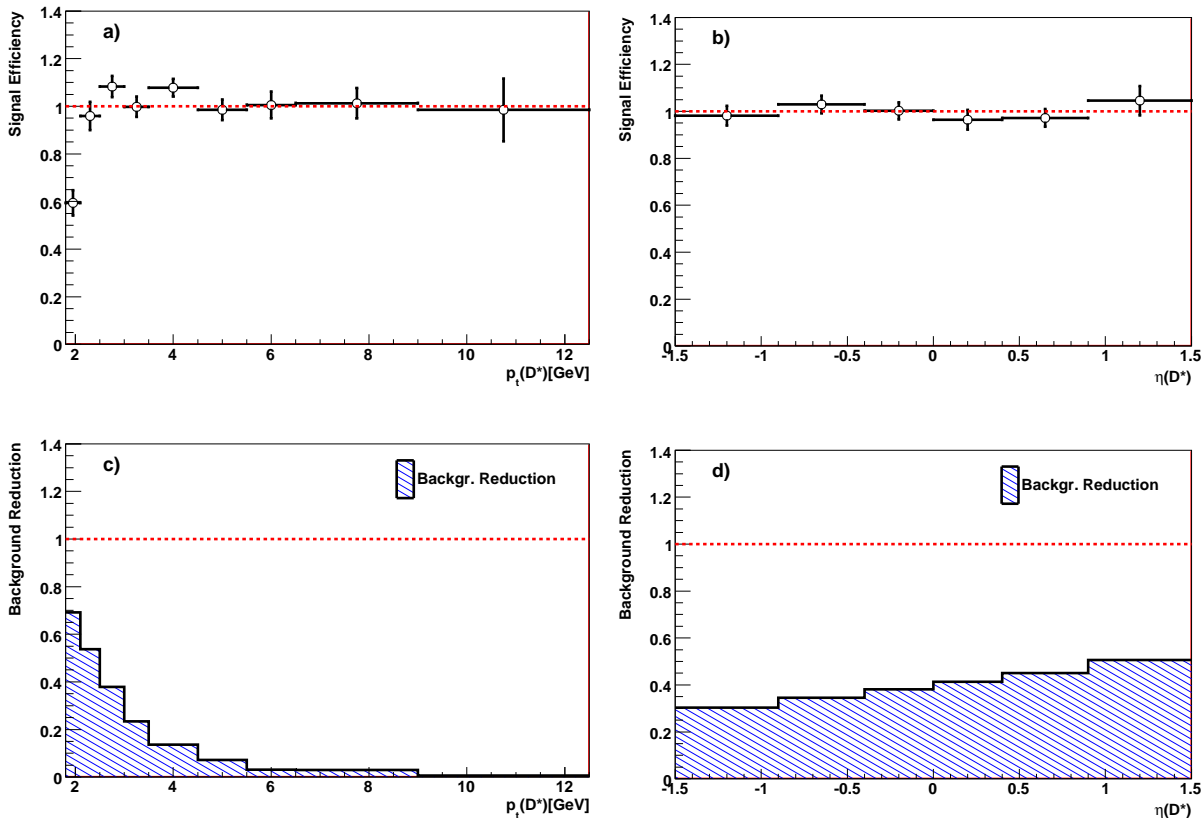 a)
Signal Efficiency
1.4
1.2
1
0.8
0.6
0.4
0.2
0
2 4 6 8 10 12
p_t(D*)[GeV]
b)
Signal Efficiency
1.4
1.2
1
0.8
0.6
0.4
0.2
0
-1.5 -1 -0.5 0 0.5 1 1.5
η(D*)
c)
Background Reduction
1.4
1.2
1
0.8
0.6
0.4
0.2
0
Backgr. Reduction
2 4 6 8 10 12
p_t(D*)[GeV]
d)
Background Reduction
1.4
1.2
1
0.8
0.6
0.4
0.2
0
Backgr. Reduction
-1.5 -1 -0.5 0 0.5 1 1.5
η(D*)